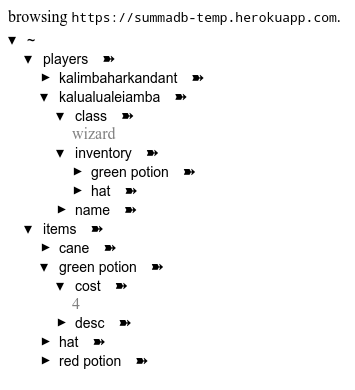 browsing https://summadb-temp.herokuapp.com.
▼ ~
▼ players ➽
► kalimbaharkandant ➽
▼ kalualualeiamba ➽
▼ class ➽
wizard
▼ inventory ➽
► green potion ➽
► hat ➽
► name ➽
▼ items ➽
► cane ➽
▼ green potion ➽
▼ cost ➽
4
► desc ➽
► hat ➽
► red potion ➽